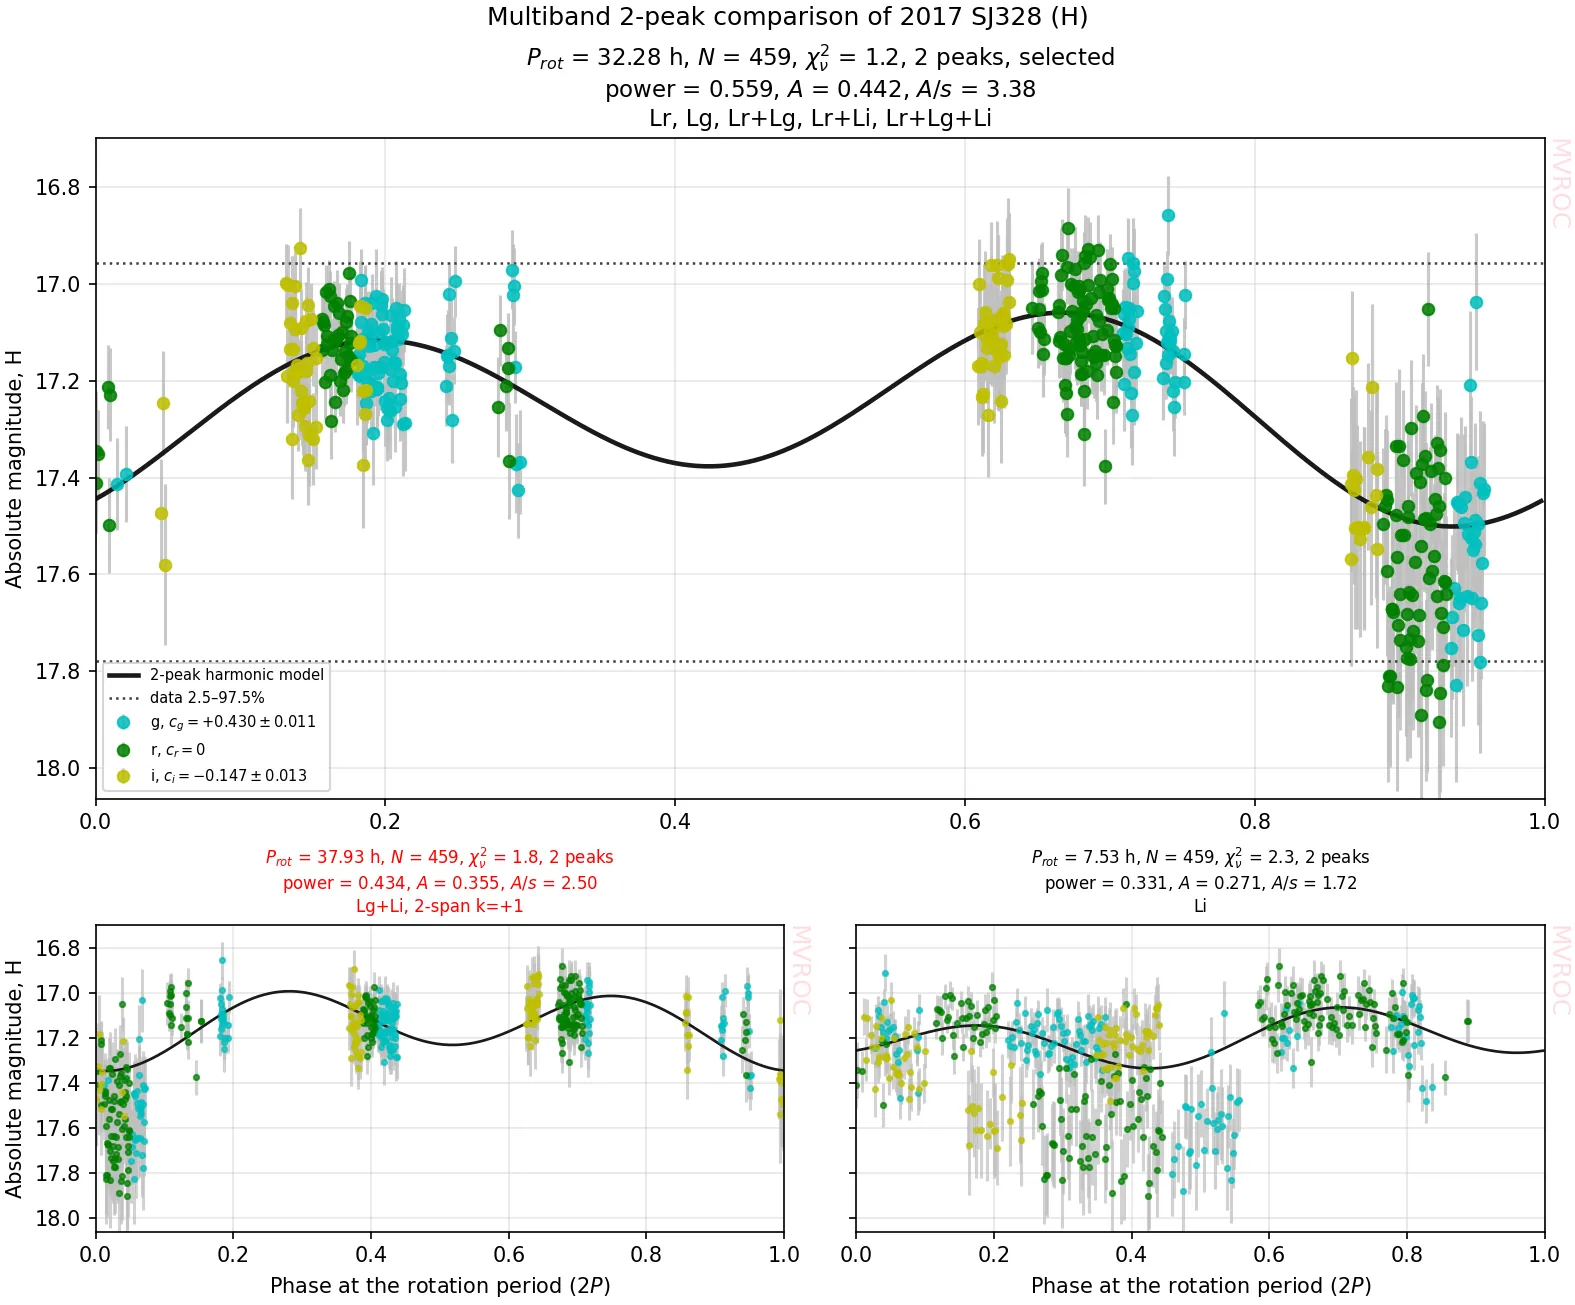 Multiband 2-peak comparison of 2017 SJ328 (H)
P_rot = 32.28 h, N = 459, χ²_ν = 1.2, 2 peaks, selected
power = 0.559, A = 0.442, A/s = 3.38
Lr, Lg, Lr+Lg, Lr+Li, Lr+Lg+Li
MVROC
Absolute magnitude, H
16.8
17.0
17.2
17.4
17.6
17.8
18.0
2-peak harmonic model
data 2.5–97.5%
g, c_g = +0.430 ± 0.011
r, c_r = 0
i, c_i = −0.147 ± 0.013
0.0 0.2 0.4 0.6 0.8 1.0
P_rot = 37.93 h, N = 459, χ²_ν = 1.8, 2 peaks
power = 0.434, A = 0.355, A/s = 2.50
Lg+Li, 2-span k=+1
MVROC
Absolute magnitude, H
16.8
17.0
17.2
17.4
17.6
17.8
18.0
0.0 0.2 0.4 0.6 0.8 1.0
Phase at the rotation period (2P)
P_rot = 7.53 h, N = 459, χ²_ν = 2.3, 2 peaks
power = 0.331, A = 0.271, A/s = 1.72
Li
MVROC
0.0 0.2 0.4 0.6 0.8 1.0
Phase at the rotation period (2P)